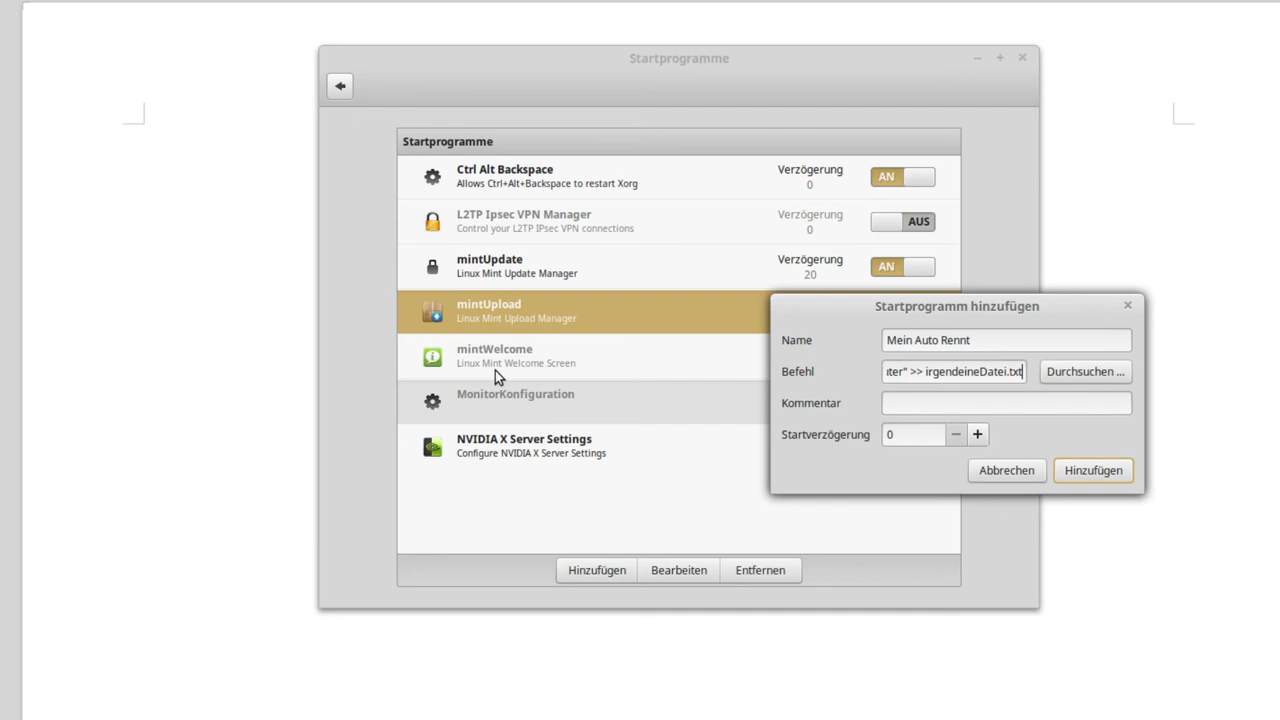 Startprogramme
Startprogramme
Ctrl Alt Backspace
Allows Ctrl+Alt+Backspace to restart Xorg
Verzögerung
0
AN
L2TP Ipsec VPN Manager
Control your L2TP IPsec VPN connections
Verzögerung
0
AUS
mintUpdate
Linux Mint Update Manager
Verzögerung
20
AN
mintUpload
Linux Mint Upload Manager
mintWelcome
Linux Mint Welcome Screen
MonitorKonfiguration
NVIDIA X Server Settings
Configure NVIDIA X Server Settings
Hinzufügen
Bearbeiten
Entfernen
Startprogramm hinzufügen
Name
Mein Auto Rennt
Befehl
" >> irgendeineDatei.txt
Durchsuchen ...
Kommentar
Startverzögerung
0
Abbrechen
Hinzufügen